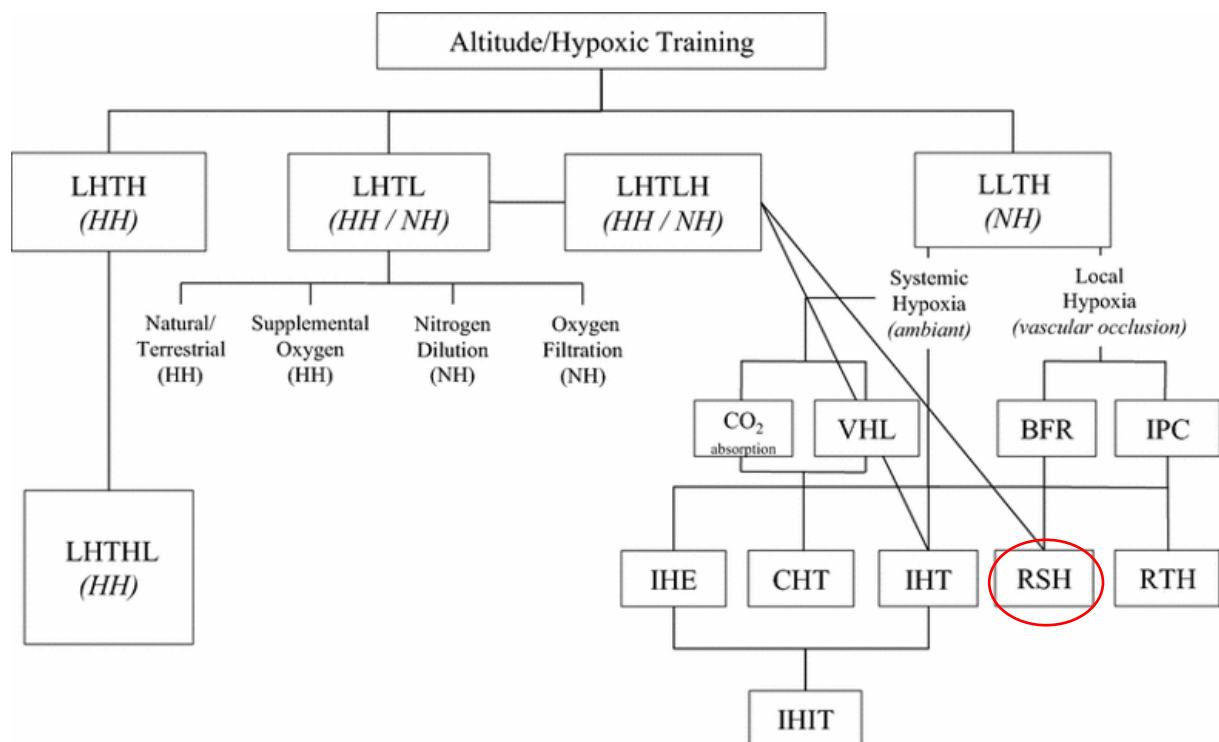 Altitude/Hypoxic Training
LHTH
(HH)
LHTL
(HH / NH)
LHTLH
(HH / NH)
LLTH
(NH)
Natural/
Terrestrial
(HH)
Supplemental
Oxygen
(HH)
Nitrogen
Dilution
(NH)
Oxygen
Filtration
(NH)
Systemic
Hypoxia
(ambiant)
Local
Hypoxia
(vascular occlusion)
CO₂
absorption
VHL
BFR
IPC
LHTHL
(HH)
IHE
CHT
IHT
RSH
RTH
IHIT